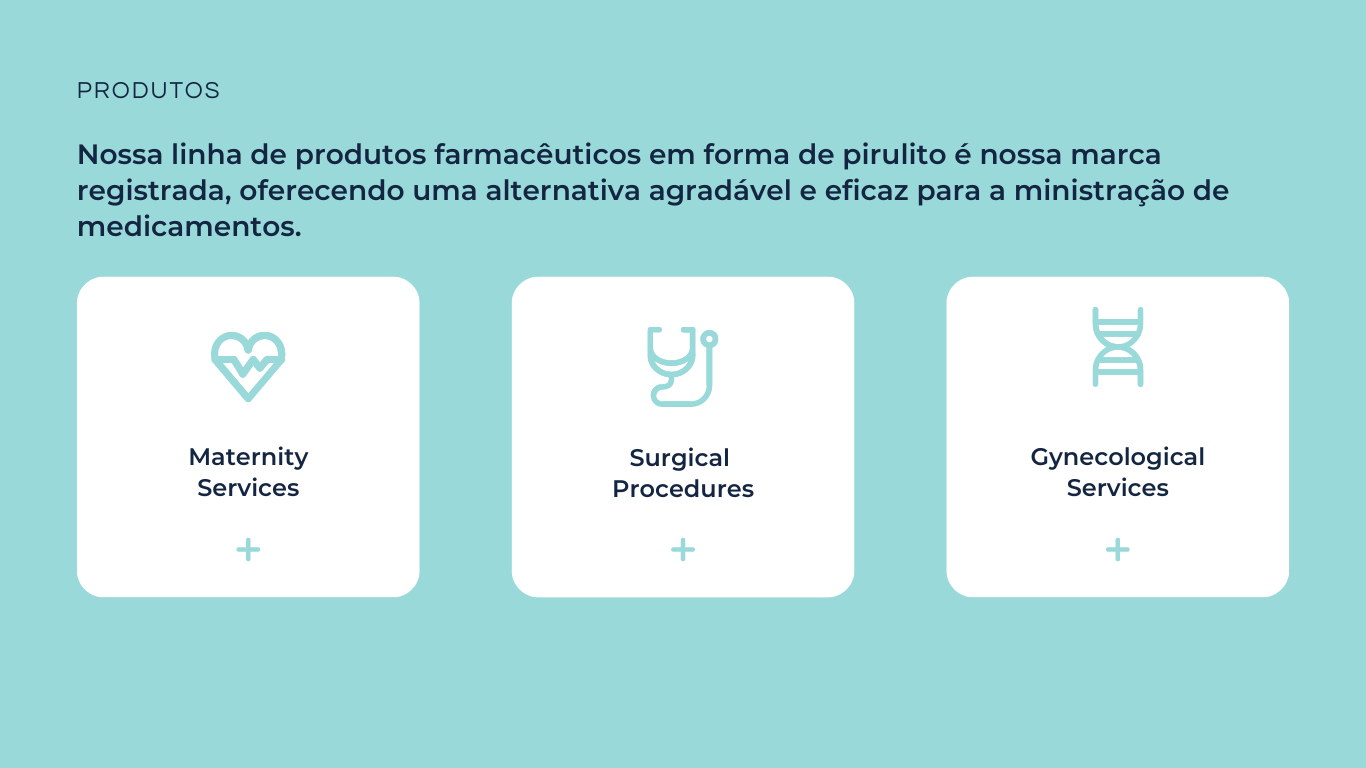 PRODUTOS
Nossa linha de produtos farmacêuticos em forma de pirulito é nossa marca
registrada, oferecendo uma alternativa agradável e eficaz para a ministração de
medicamentos.
Maternity
Services
Surgical
Procedures
Gynecological
Services